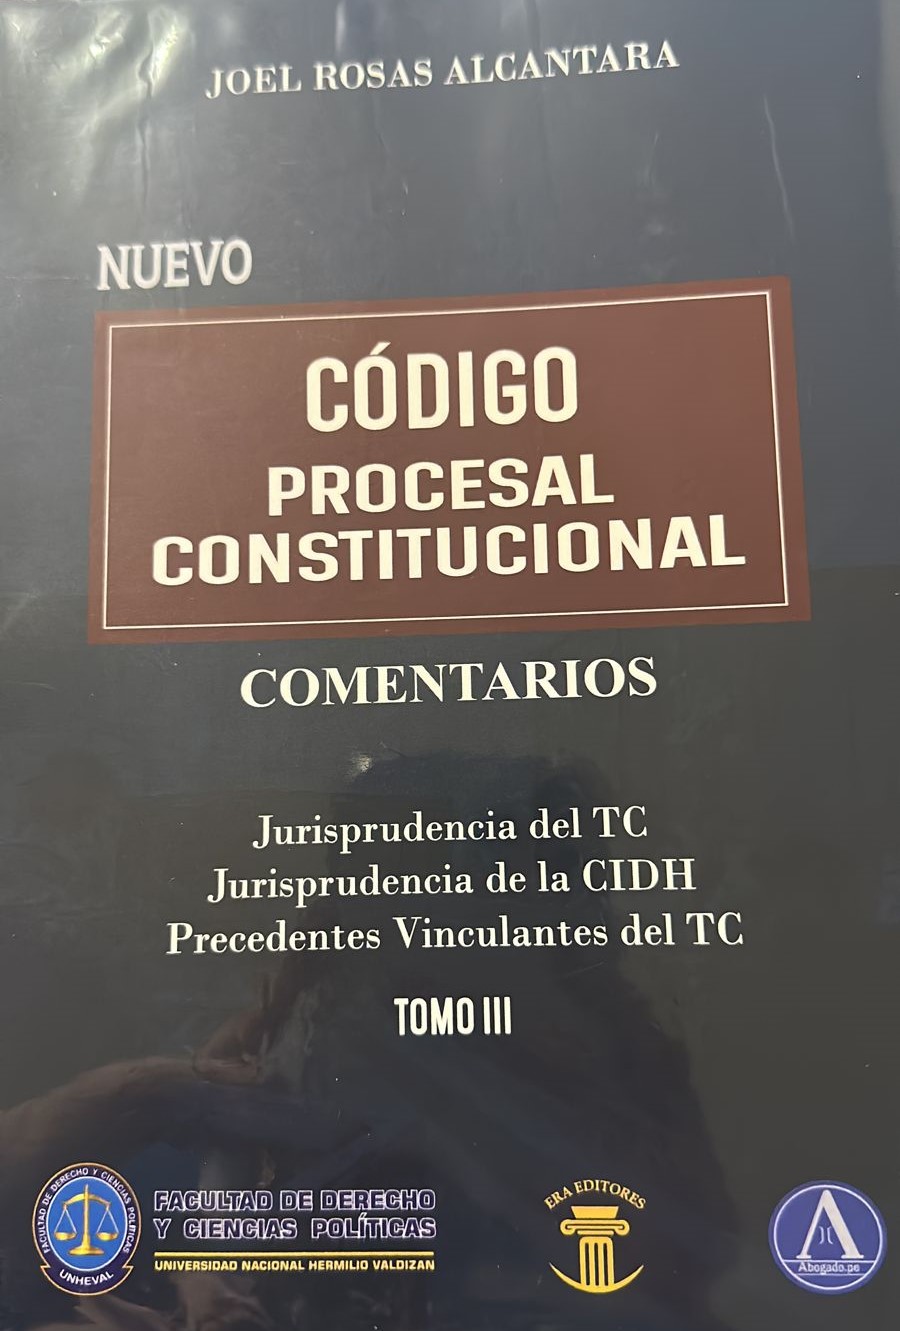 JOEL ROSAS ALCANTARA
NUEVO
CÓDIGO
PROCESAL
CONSTITUCIONAL
COMENTARIOS
Jurisprudencia del TC
Jurisprudencia de la CIDH
Precedentes Vinculantes del TC
TOMO III
FACULTAD DE DERECHO Y CIENCIAS POLÍTICAS
UNHEVAL
FACULTAD DE DERECHO
Y CIENCIAS POLÍTICAS
UNIVERSIDAD NACIONAL HERMILIO VALDIZAN
ERA EDITORES
Abogado.pe